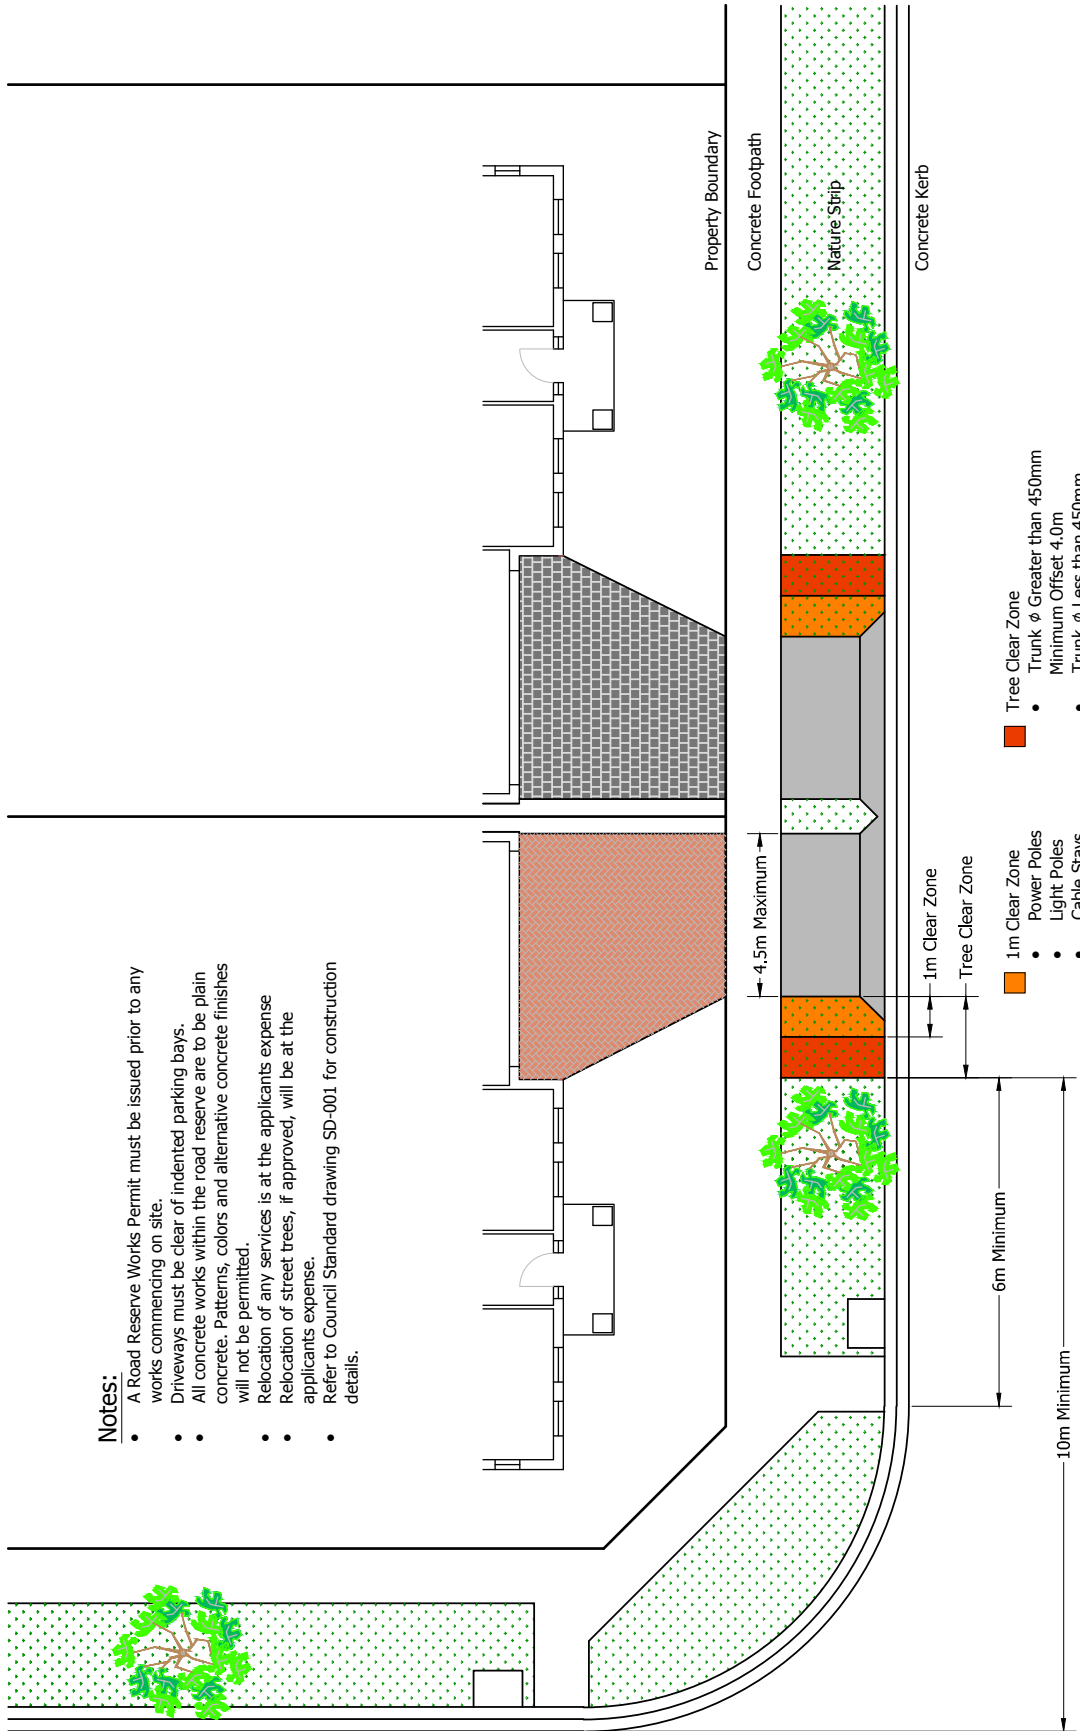 Notes:
• A Road Reserve Works Permit must be issued prior to any
works commencing on site.
• Driveways must be clear of indented parking bays.
• All concrete works within the road reserve are to be plain
concrete. Patterns, colors and alternative concrete finishes
will not be permitted.
• Relocation of any services is at the applicants expense
• Relocation of street trees, if approved, will be at the
applicants expense.
• Refer to Council Standard drawing SD-001 for construction
details.
Property Boundary
Concrete Footpath
Nature Strip
Concrete Kerb
4.5m Maximum
1m Clear Zone
Tree Clear Zone
6m Minimum
10m Minimum
1m Clear Zone
• Power Poles
• Light Poles
• Cable Stays
Tree Clear Zone
• Trunk ϕ Greater than 450mm
Minimum Offset 4.0m
• Trunk ϕ Less than 450mm